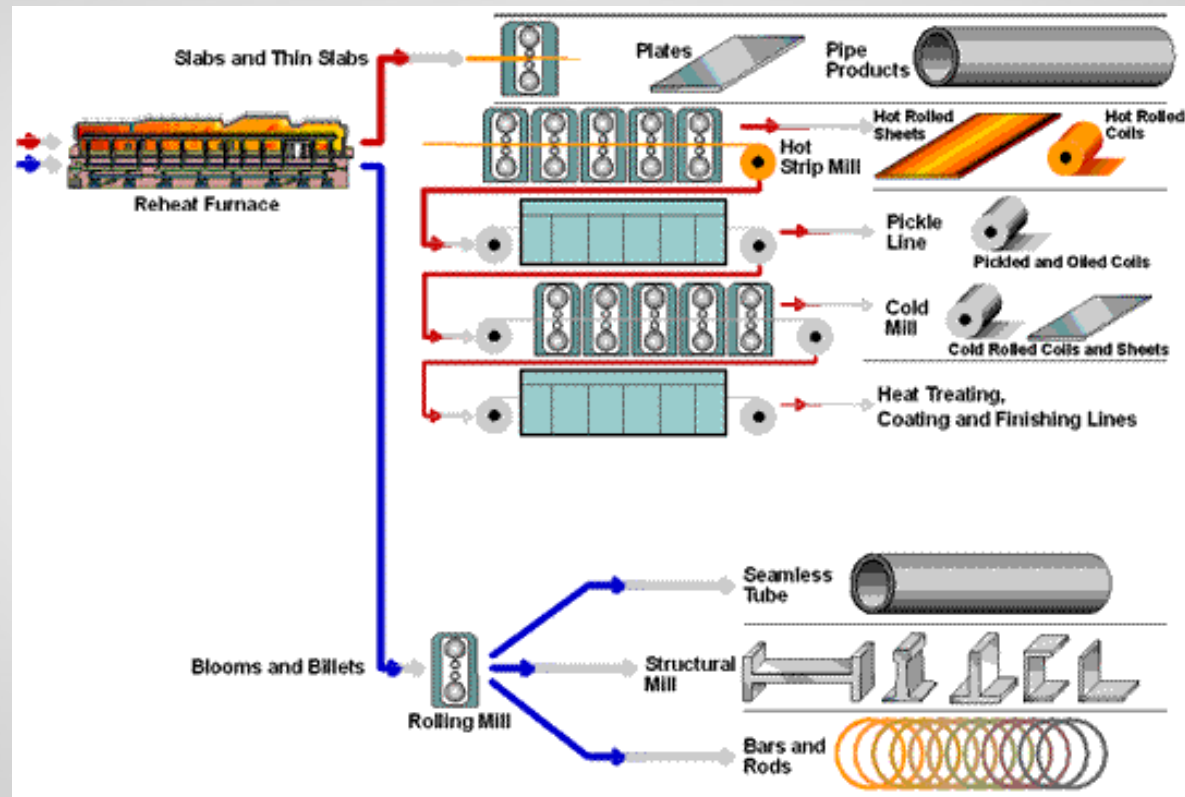 Slabs and Thin Slabs
Plates
Pipe
Products
Reheat Furnace
Hot
Strip Mill
Hot Rolled
Sheets
Hot Rolled
Coils
Pickle
Line
Pickled and Oiled Coils
Cold
Mill
Cold Rolled Coils and Sheets
Heat Treating,
Coating and Finishing Lines
Blooms and Billets
Rolling Mill
Seamless
Tube
Structural
Mill
Bars and
Rods